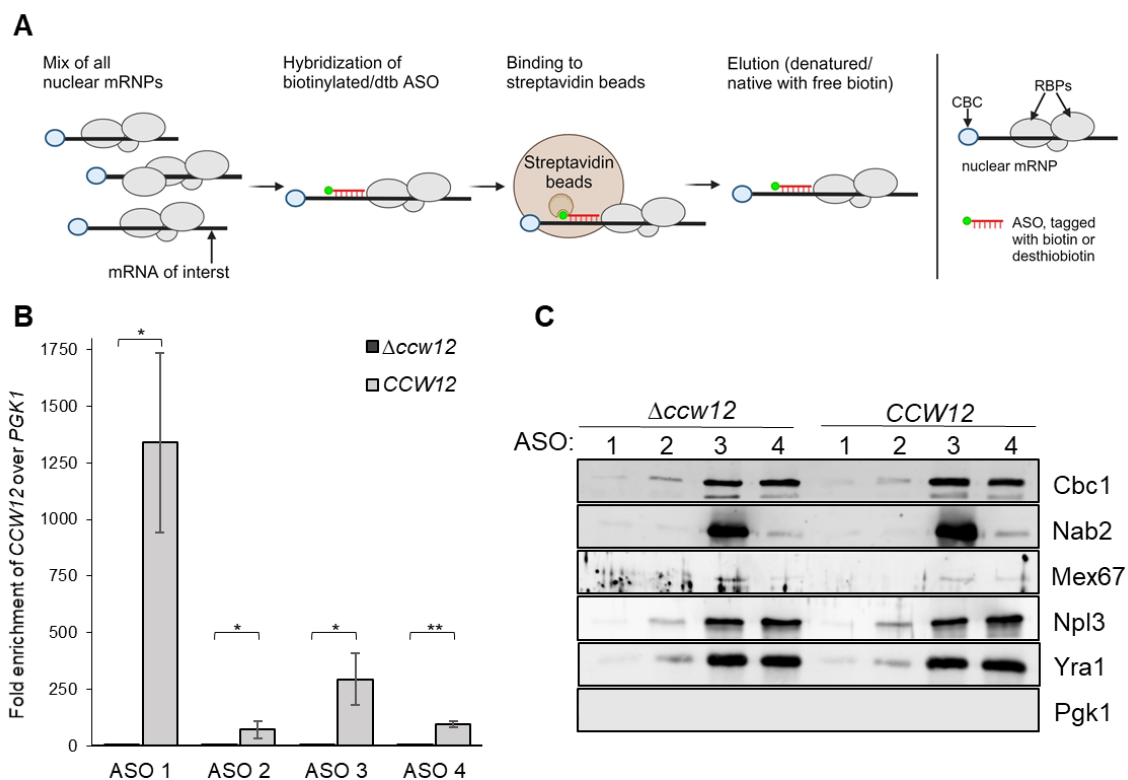 A
Mix of all
nuclear mRNPs
Hybridization of
biotinylated/dtb ASO
Binding to
streptavidin beads
Elution (denatured/
native with free biotin)
Streptavidin
beads
mRNA of interst
CBC
RBPs
nuclear mRNP
ASO, tagged
with biotin or
desthiobiotin
B
Fold enrichment of CCW12 over PGK1
1750
1500
1250
1000
750
500
250
0
*
*
*
**
Δccw12
CCW12
ASO 1 ASO 2 ASO 3 ASO 4
C
Δccw12 CCW12
ASO: 1 2 3 4 1 2 3 4
Cbc1
Nab2
Mex67
Npl3
Yra1
Pgk1